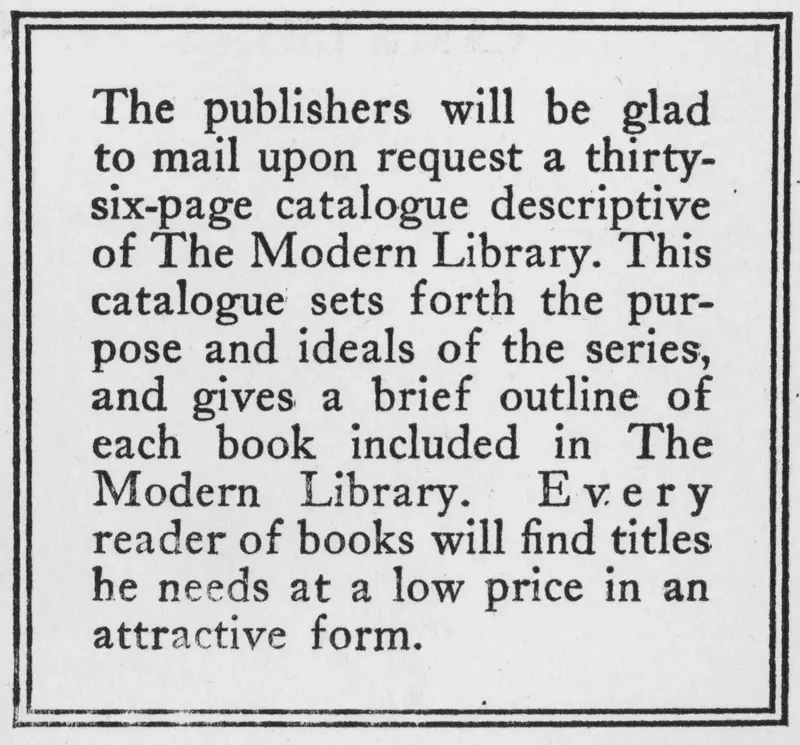 The publishers will be glad
to mail upon request a thirty-
six-page catalogue descriptive
of The Modern Library. This
catalogue sets forth the pur-
pose and ideals of the series,
and gives a brief outline of
each book included in The
Modern Library. Every
reader of books will find titles
he needs at a low price in an
attractive form.